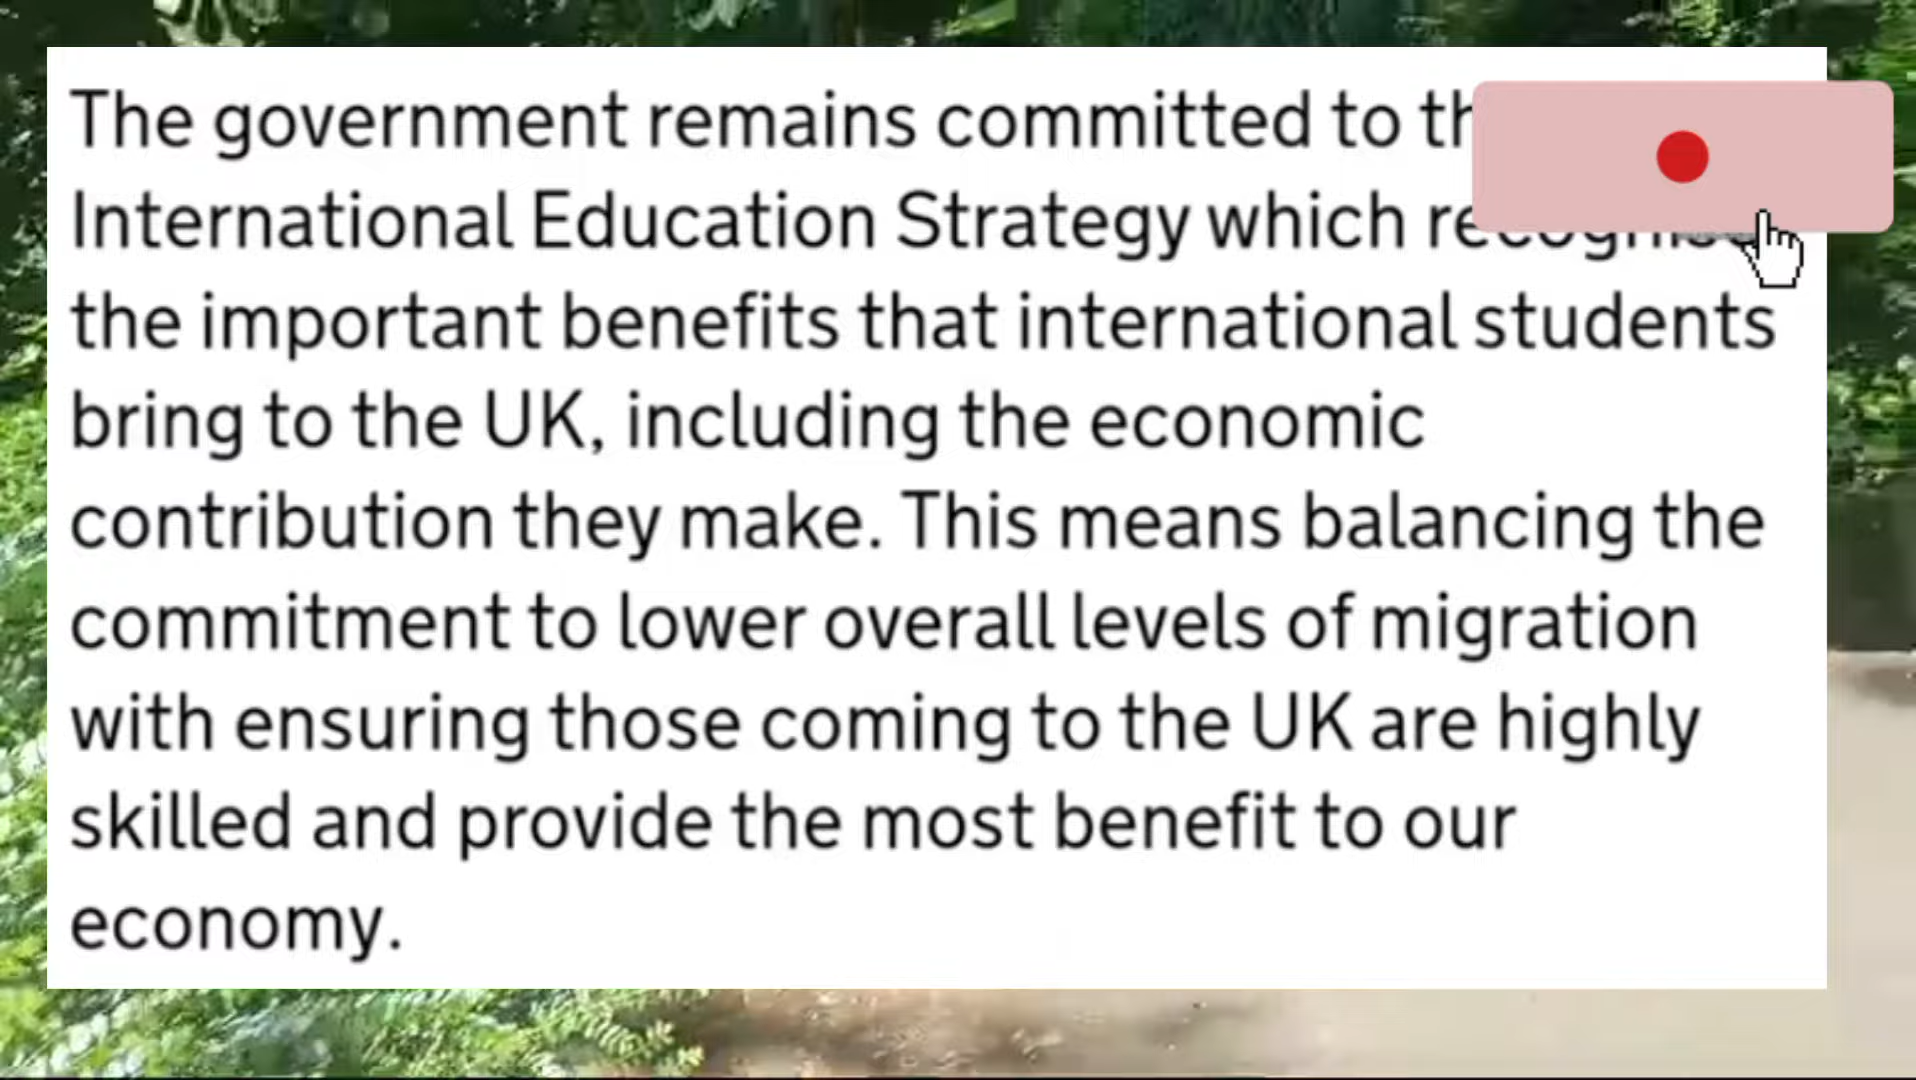 The government remains committed to
International Education Strategy which
the important benefits that international students
bring to the UK, including the economic
contribution they make. This means balancing the
commitment to lower overall levels of migration
with ensuring those coming to the UK are highly
skilled and provide the most benefit to our
economy.